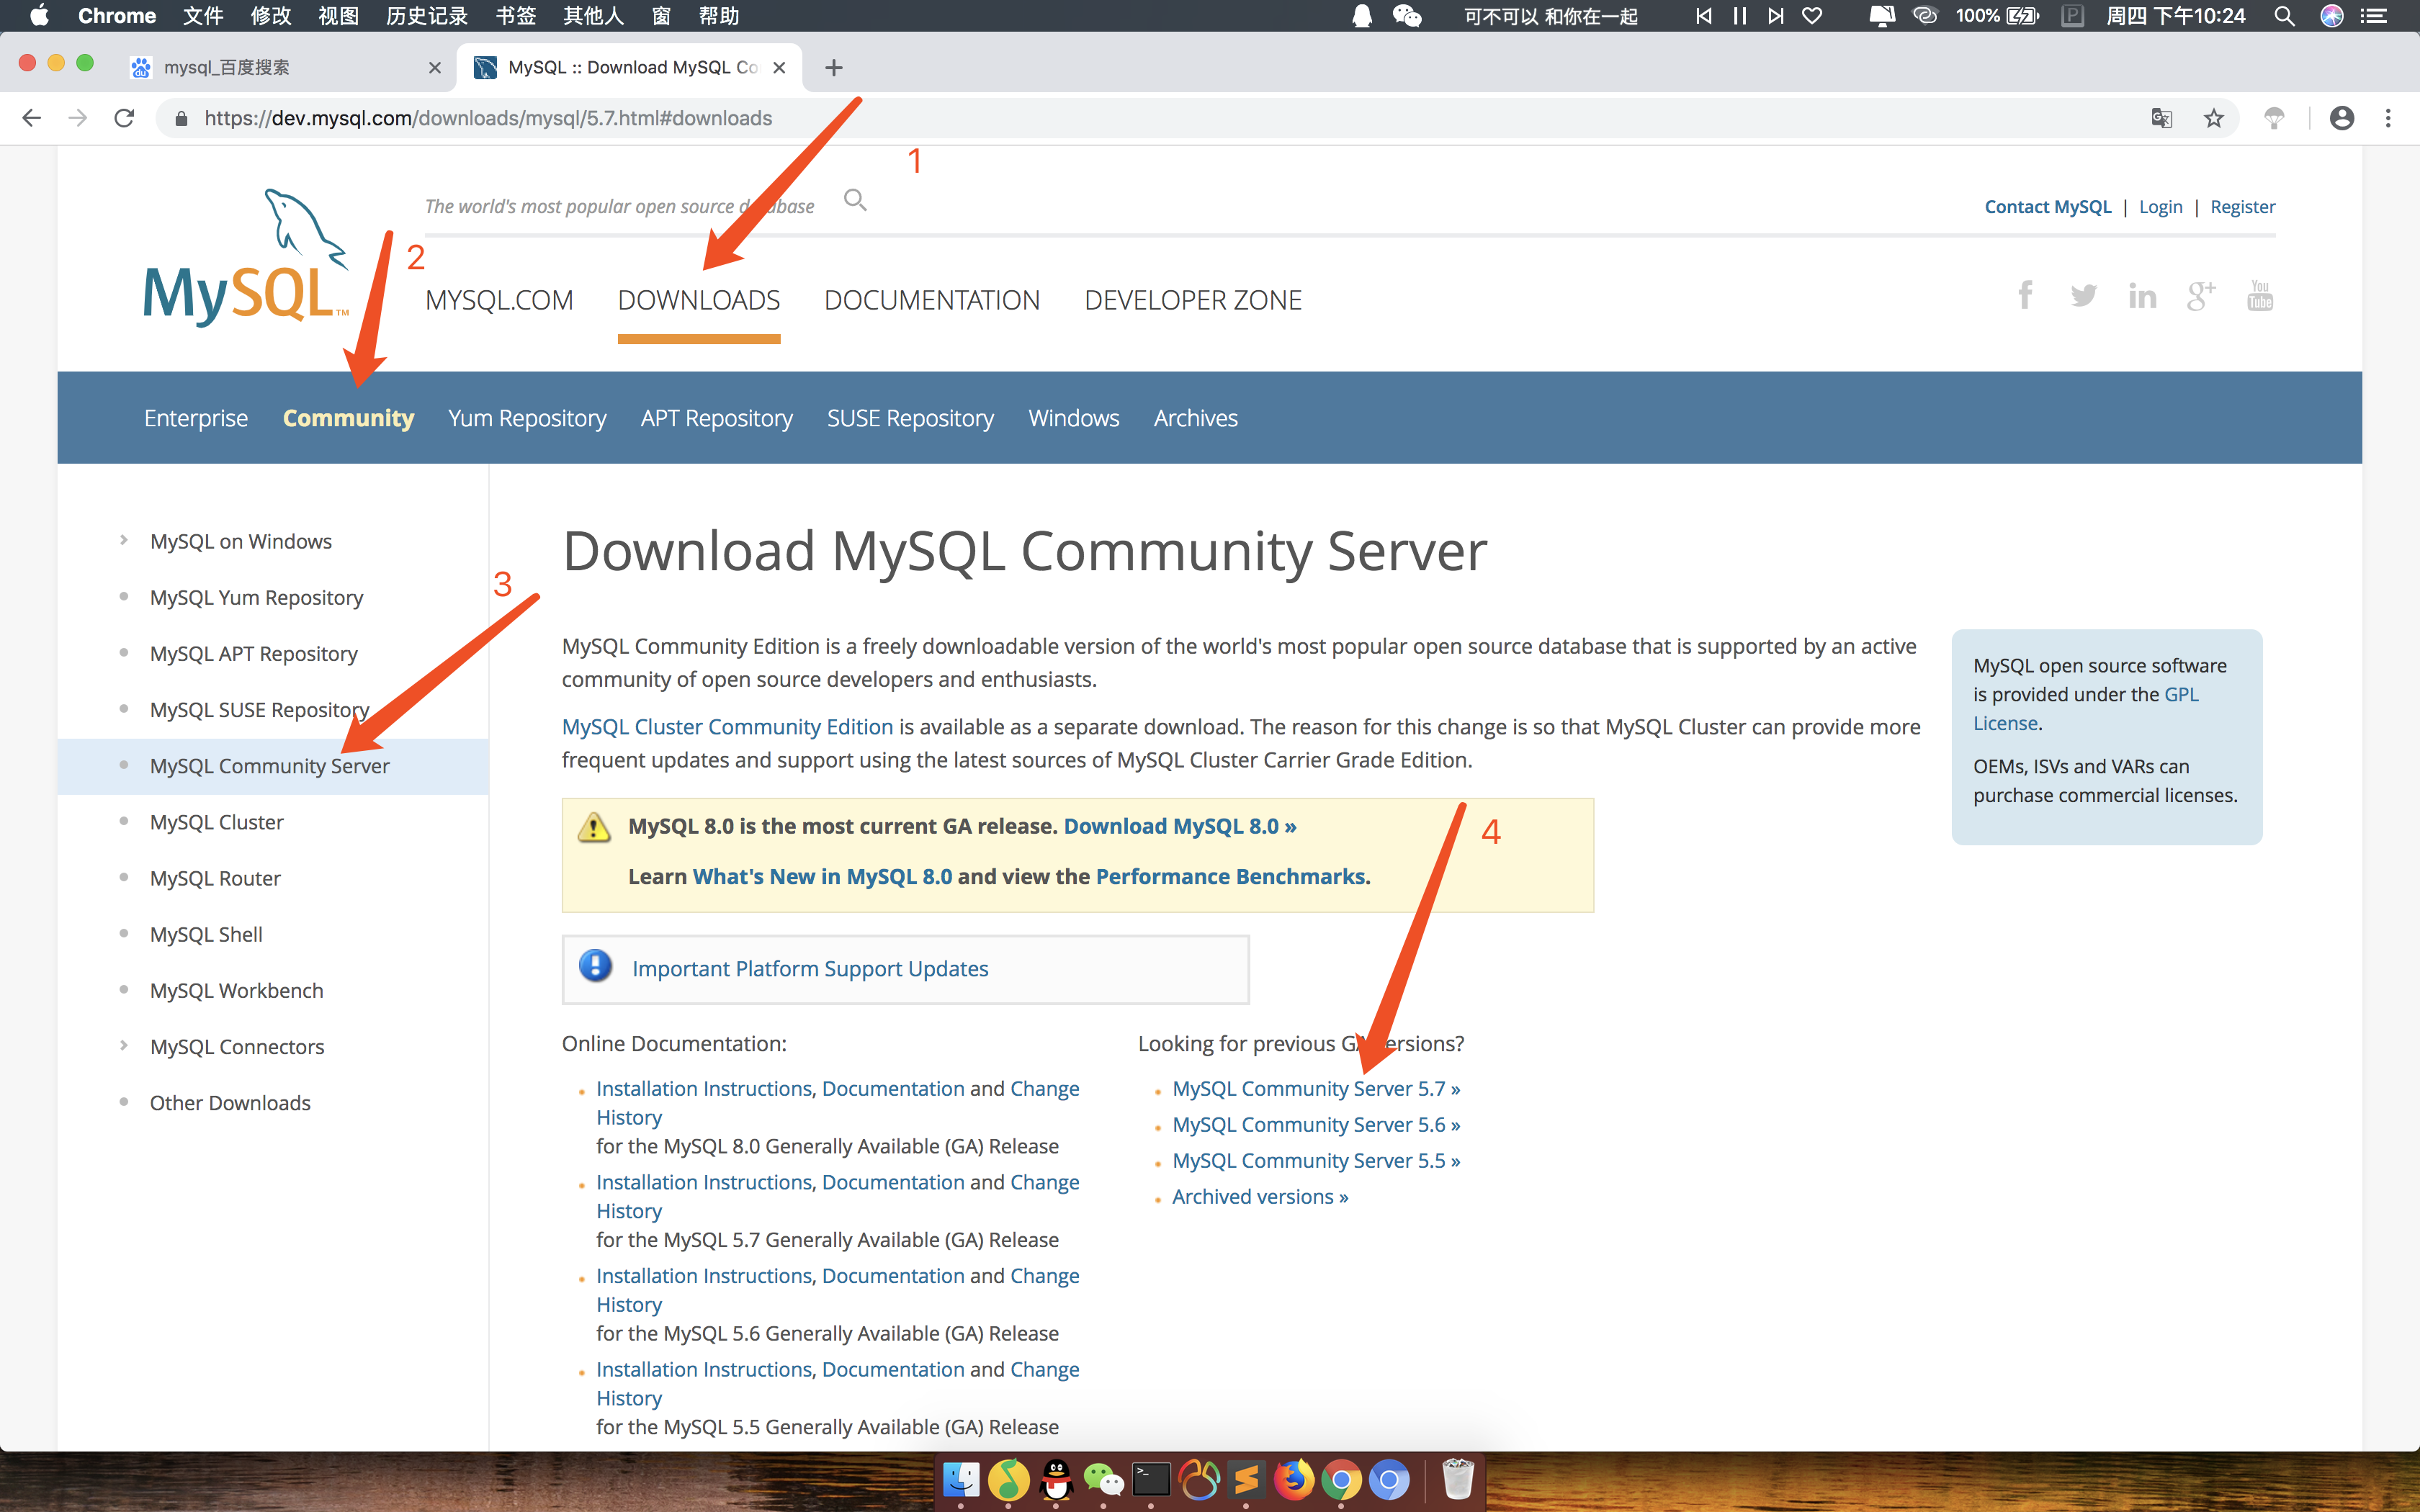 Chrome 文件 修改 视图 历史记录 书签 其他人 窗 帮助 可不可以 和你在一起 100% 周四 下午10:24
mysql_百度搜索
MySQL :: Download MySQL Co
https://dev.mysql.com/downloads/mysql/5.7.html#downloads
1
The world's most popular open source database
Contact MySQL | Login | Register
2
MySQL™
MYSQL.COM DOWNLOADS DOCUMENTATION DEVELOPER ZONE
f in g+ You Tube
Enterprise Community Yum Repository APT Repository SUSE Repository Windows Archives
MySQL on Windows
MySQL Yum Repository
MySQL APT Repository
MySQL SUSE Repository
MySQL Community Server
MySQL Cluster
MySQL Router
MySQL Shell
MySQL Workbench
MySQL Connectors
Other Downloads
3
Download MySQL Community Server
MySQL Community Edition is a freely downloadable version of the world's most popular open source database that is supported by an active
community of open source developers and enthusiasts.
MySQL Cluster Community Edition is available as a separate download. The reason for this change is so that MySQL Cluster can provide more
frequent updates and support using the latest sources of MySQL Cluster Carrier Grade Edition.
MySQL 8.0 is the most current GA release. Download MySQL 8.0 »
Learn What's New in MySQL 8.0 and view the Performance Benchmarks.
4
Important Platform Support Updates
Online Documentation:
Installation Instructions, Documentation and Change
History
for the MySQL 8.0 Generally Available (GA) Release
Installation Instructions, Documentation and Change
History
for the MySQL 5.7 Generally Available (GA) Release
Installation Instructions, Documentation and Change
History
for the MySQL 5.6 Generally Available (GA) Release
Installation Instructions, Documentation and Change
History
for the MySQL 5.5 Generally Available (GA) Release
Looking for previous GA versions?
MySQL Community Server 5.7 »
MySQL Community Server 5.6 »
MySQL Community Server 5.5 »
Archived versions »
MySQL open source software
is provided under the GPL
License.
OEMs, ISVs and VARs can
purchase commercial licenses.